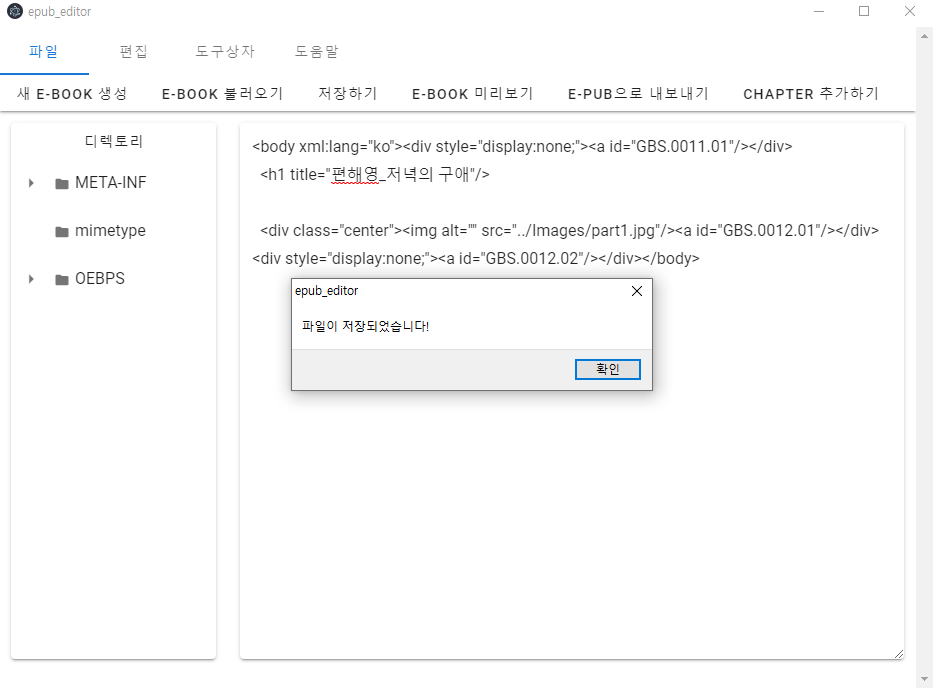 epub_editor
파일 편집 도구상자 도움말
새 E-BOOK 생성 E-BOOK 불러오기 저장하기 E-BOOK 미리보기 E-PUB으로 내보내기 CHAPTER 추가하기
디렉토리
META-INF
mimetype
OEBPS
<body xml:lang="ko"><div style="display:none;"><a id="GBS.0011.01"/></div>
<h1 title="편해영_저녁의 구애"/>
<div class="center"><img alt="" src="../Images/part1.jpg"/><a id="GBS.0012.01"/></div>
<div style="display:none;"><a id="GBS.0012.02"/></div></body>
epub_editor
파일이 저장되었습니다!
확인